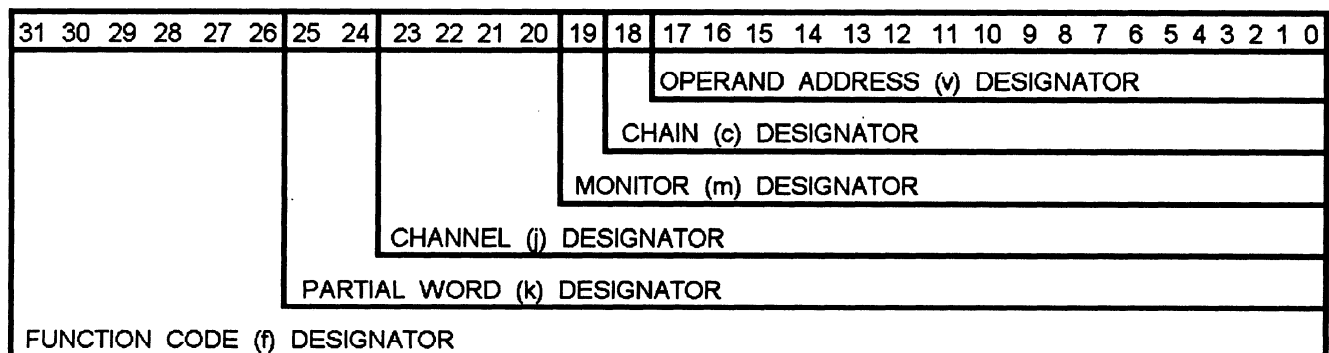 31 30 29 28 27 26 25 24 23 22 21 20 19 18 17 16 15 14 13 12 11 10 9 8 7 6 5 4 3 2 1 0
OPERAND ADDRESS (v) DESIGNATOR
CHAIN (c) DESIGNATOR
MONITOR (m) DESIGNATOR
CHANNEL (j) DESIGNATOR
PARTIAL WORD (k) DESIGNATOR
FUNCTION CODE (f) DESIGNATOR